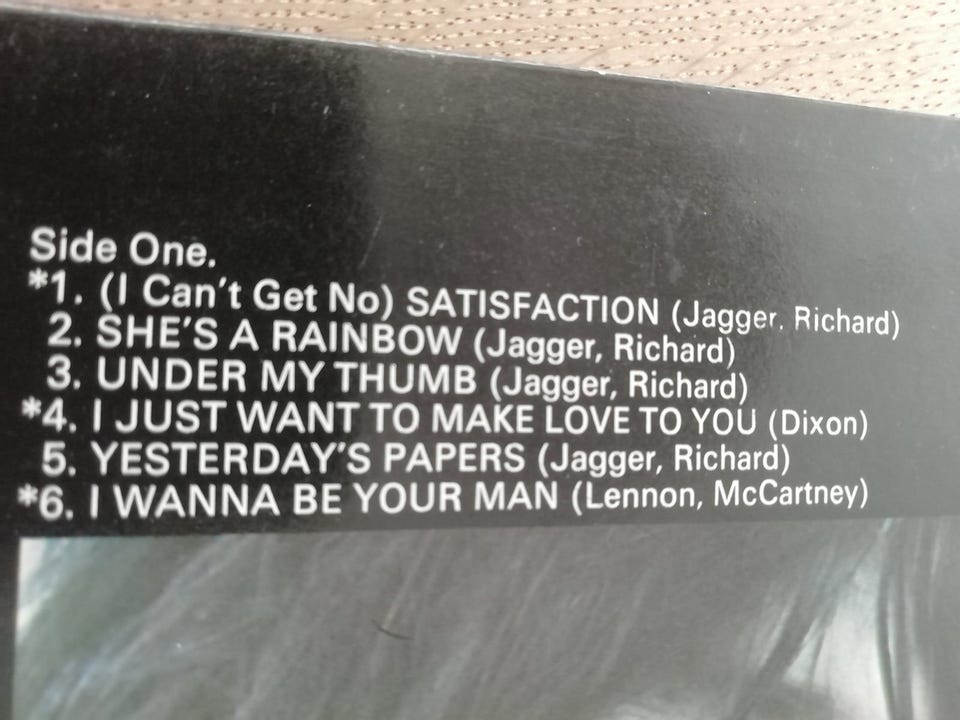 Side One.
*1. (I Can't Get No) SATISFACTION (Jagger, Richard)
2. SHE'S A RAINBOW (Jagger, Richard)
3. UNDER MY THUMB (Jagger, Richard)
*4. I JUST WANT TO MAKE LOVE TO YOU (Dixon)
5. YESTERDAY'S PAPERS (Jagger, Richard)
*6. I WANNA BE YOUR MAN (Lennon, McCartney)